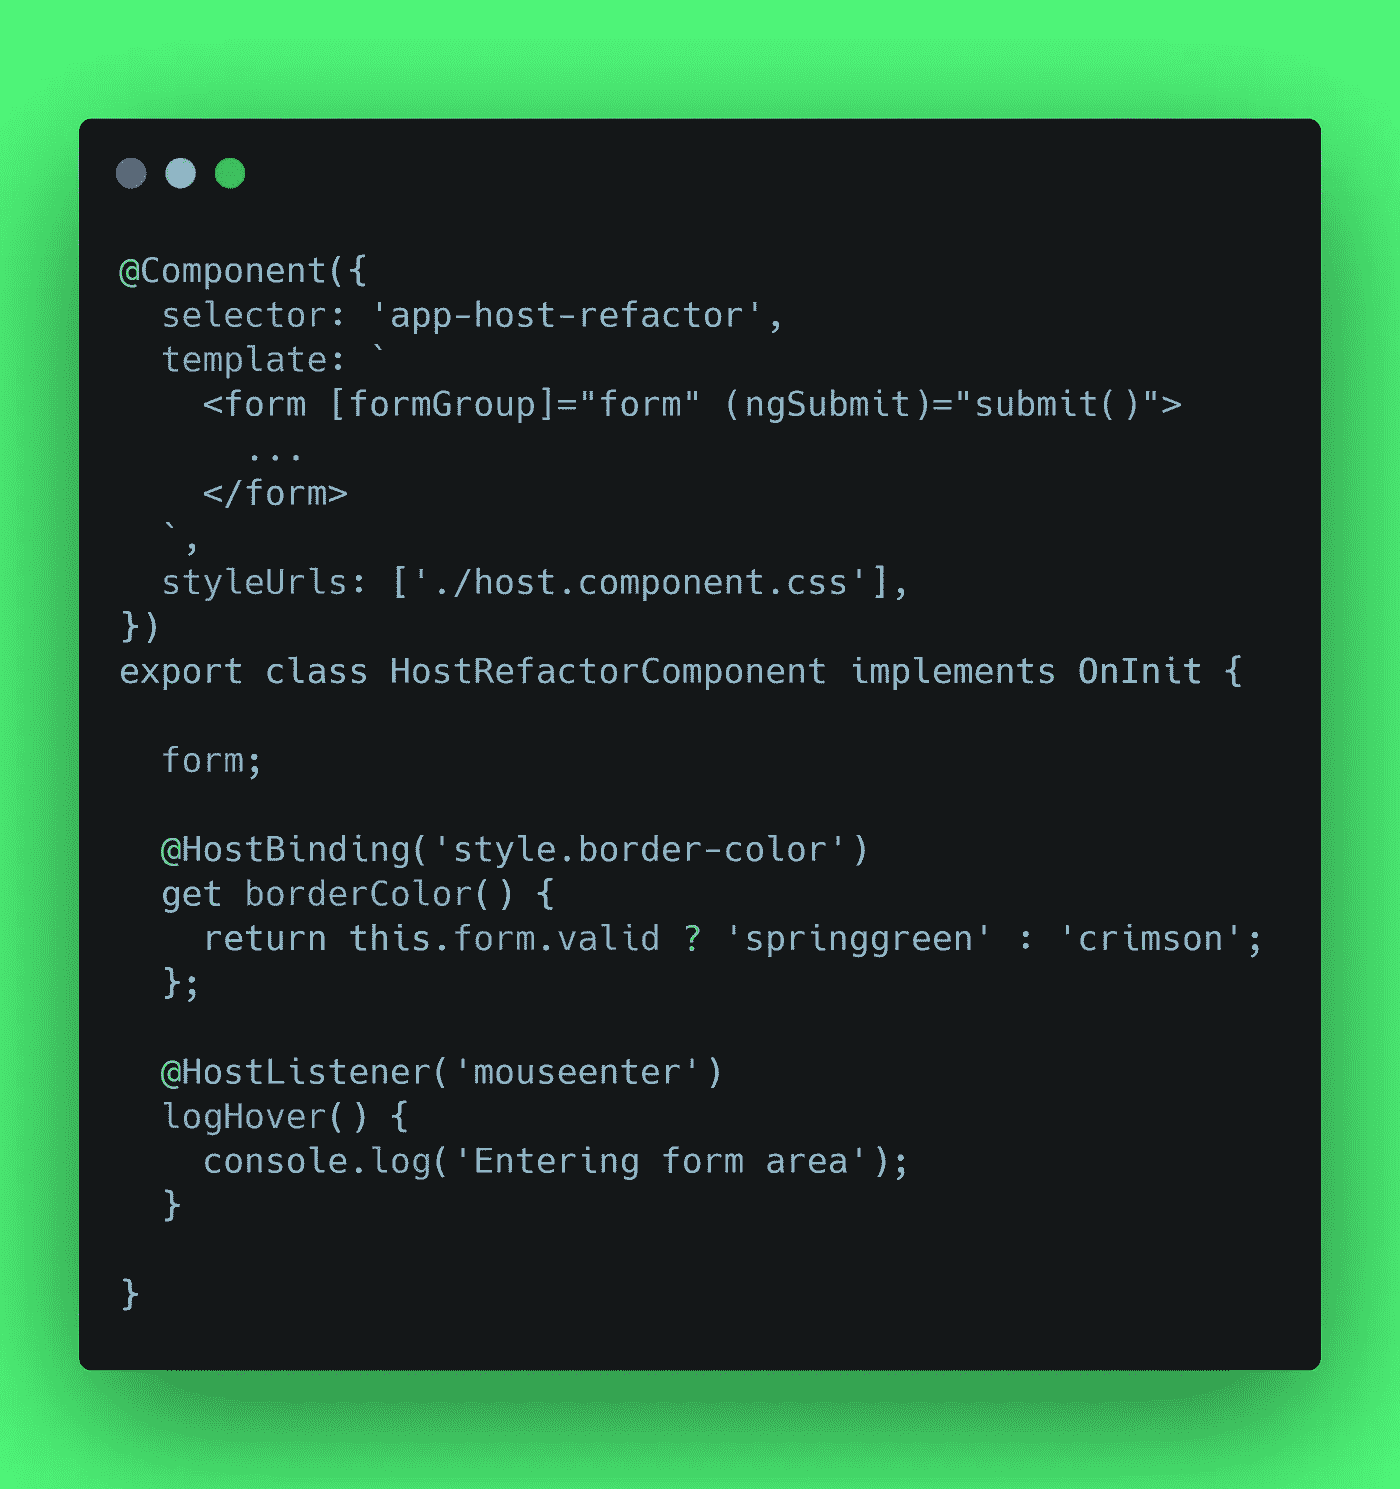 @Component({
  selector: 'app-host-refactor',
  template: `
    <form [formGroup]="form" (ngSubmit)="submit()">
      ...
    </form>
  `,
  styleUrls: ['./host.component.css'],
})
export class HostRefactorComponent implements OnInit {

  form;

  @HostBinding('style.border-color')
  get borderColor() {
    return this.form.valid ? 'springgreen' : 'crimson';
  };

  @HostListener('mouseenter')
  logHover() {
    console.log('Entering form area');
  }

}